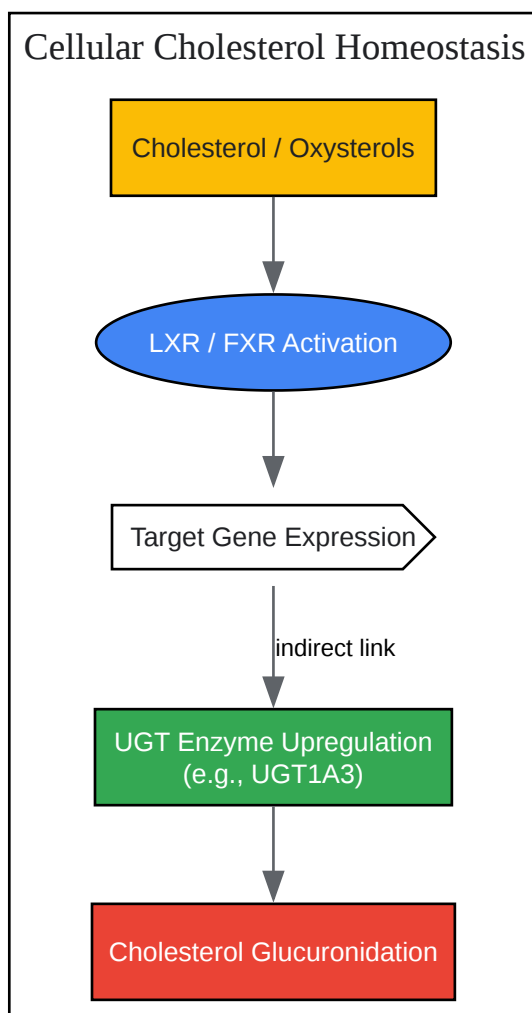 Cellular Cholesterol Homeostasis
Cholesterol / Oxysterols
LXR / FXR Activation
Target Gene Expression
indirect link
UGT Enzyme Upregulation
(e.g., UGT1A3)
Cholesterol Glucuronidation